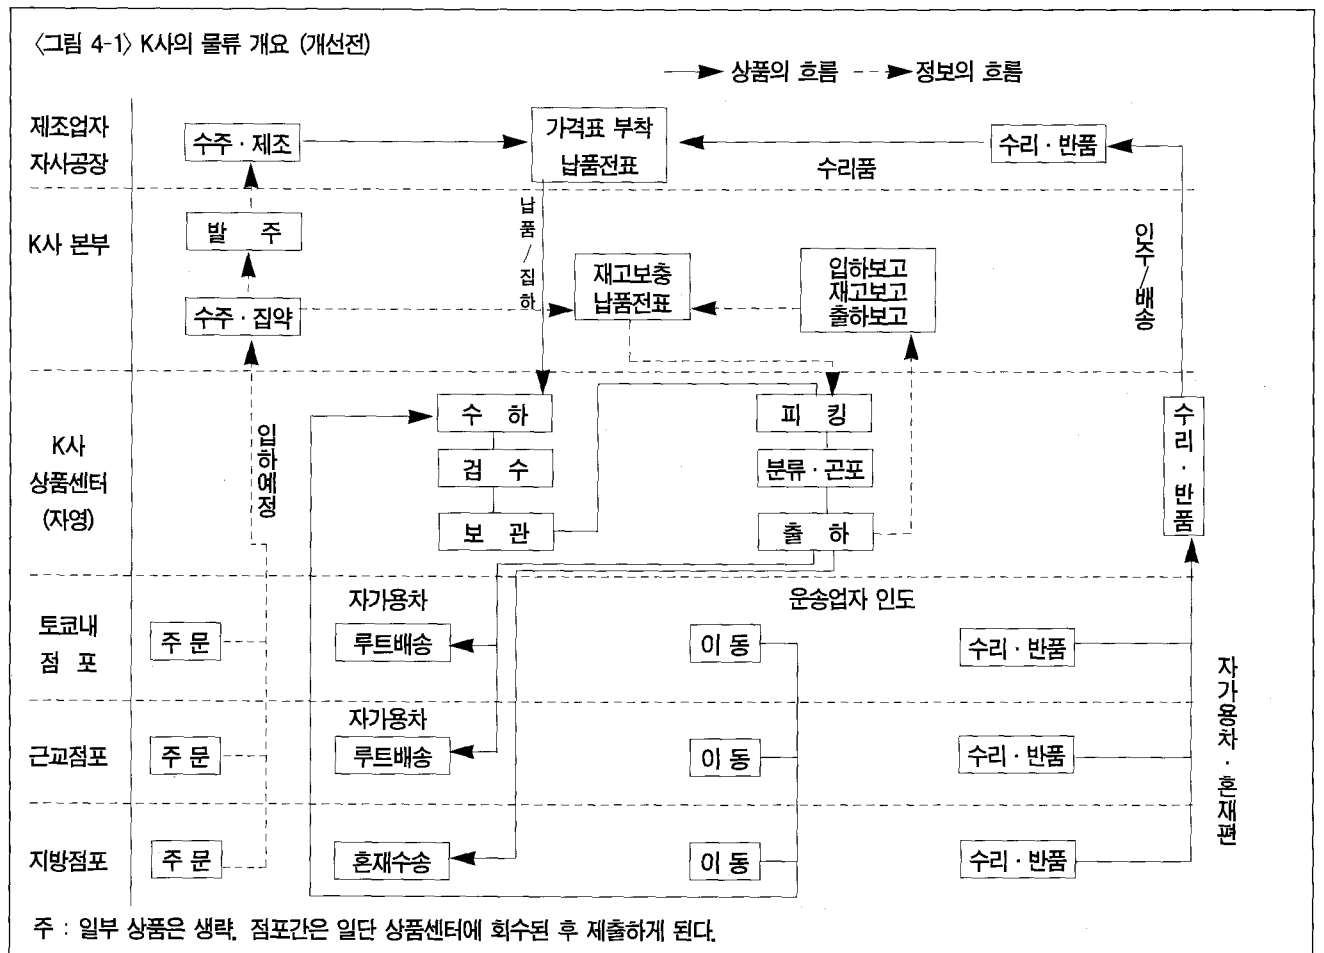 〈그림 4-1〉 K사의 물류 개요 (개선전)
상품의 흐름
정보의 흐름
제조업자
자사공장
수주 · 제조
가격표 부착
납품전표
수리품
수리 · 반품
K사 본부
발 주
수주 · 집약
납품/집하
재고보충
납품전표
입하보고
재고보고
출하보고
인주/배송
K사
상품센터
(자영)
입하예정
수 하
검 수
보 관
피 킹
분류 · 곤포
출 하
수리 · 반품
자가용차
운송업자 인도
토쿄내
점 포
주 문
루트배송
이 동
수리 · 반품
자가용차
근교점포
주 문
루트배송
이 동
수리 · 반품
자가용차 · 혼재편
지방점포
주 문
혼재수송
이 동
수리 · 반품
주 : 일부 상품은 생략. 점포간은 일단 상품센터에 회수된 후 제출하게 된다.